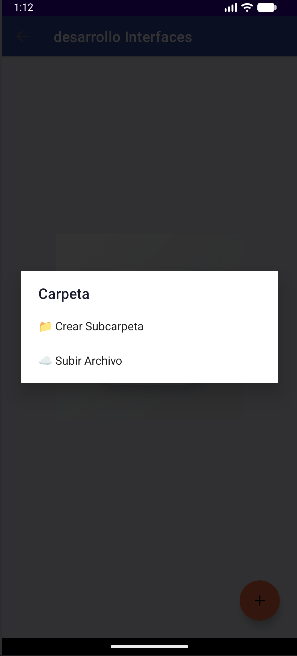 1:12
desarrollo Interfaces
Carpeta
📁 Crear Subcarpeta
☁️ Subir Archivo
+